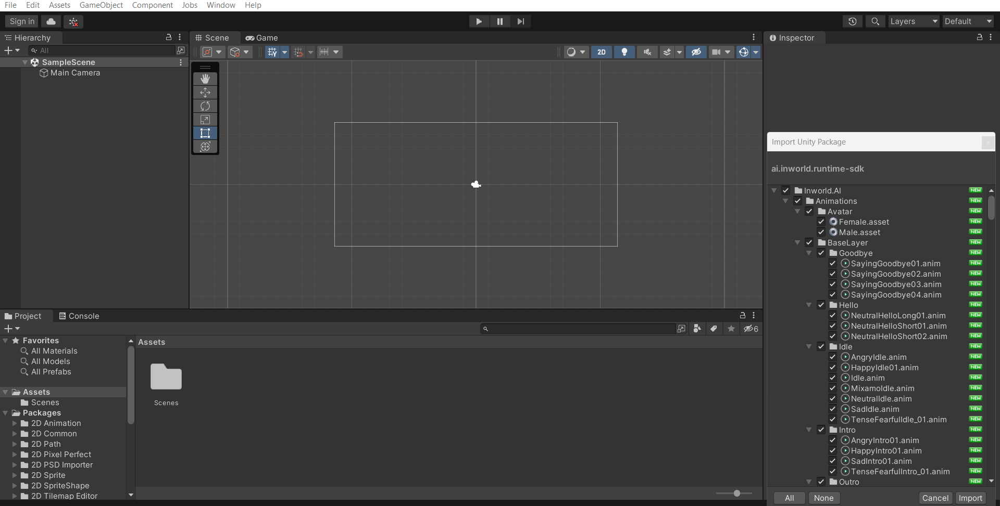 File Edit Assets GameObject Component Jobs Window Help
Sign in
Layers
Default
Hierarchy
Scene
Game
Inspector
All
2D
SampleScene
Main Camera
Import Unity Package
ai.inworld.runtime-sdk
Inworld.AI NEW
Animations NEW
Avatar NEW
Female.asset NEW
Male.asset NEW
BaseLayer NEW
Goodbye NEW
SayingGoodbye01.anim NEW
SayingGoodbye02.anim NEW
SayingGoodbye03.anim NEW
SayingGoodbye04.anim NEW
Hello NEW
NeutralHelloLong01.anim NEW
NeutralHelloShort01.anim NEW
NeutralHelloShort02.anim NEW
Idle NEW
AngryIdle.anim NEW
HappyIdle01.anim NEW
Idle.anim NEW
MixamoIdle.anim NEW
NeutralIdle.anim NEW
SadIdle.anim NEW
TenseFearfulIdle_01.anim NEW
Intro NEW
AngryIntro01.anim NEW
HappyIntro01.anim NEW
SadIntro01.anim NEW
TenseFearfulIntro_01.anim NEW
Outro NEW
All None Cancel Import
Project
Console
6
Favorites
All Materials
All Models
All Prefabs
Assets
Scenes
Packages
2D Animation
2D Common
2D Path
2D Pixel Perfect
2D PSD Importer
2D Sprite
2D SpriteShape
2D Tilemap Editor
Assets
Scenes